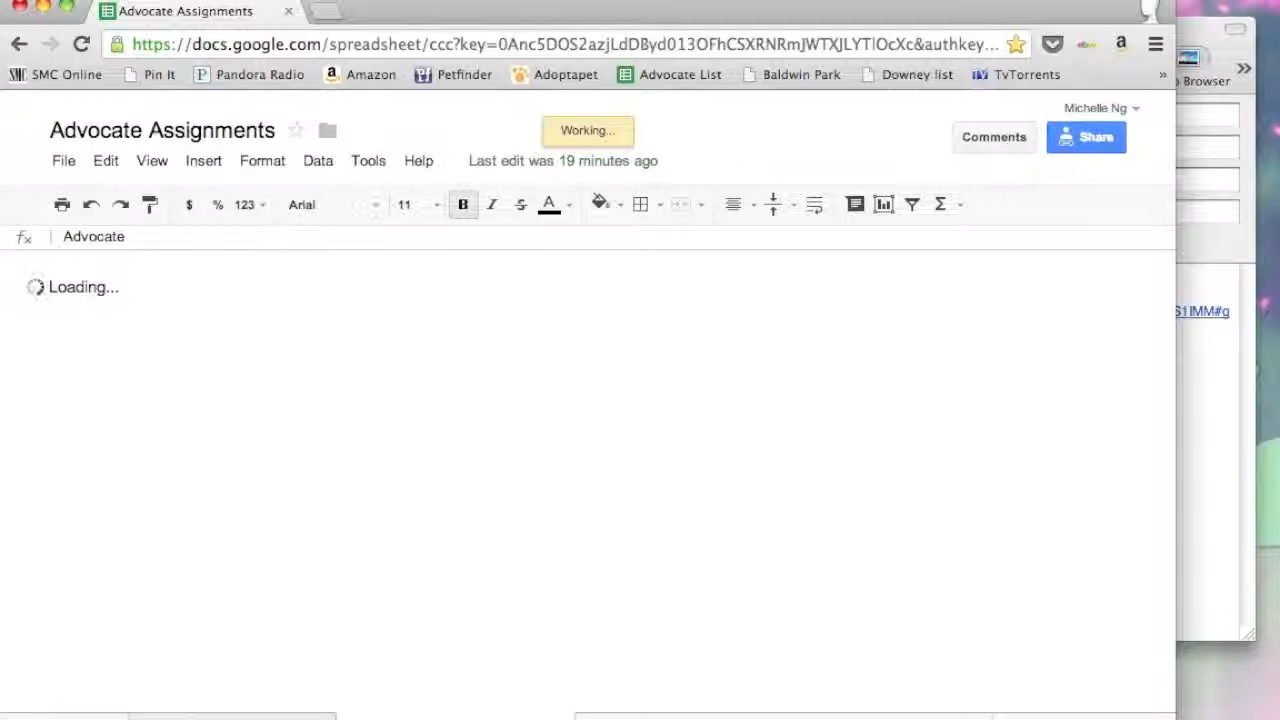 Advocate Assignments
https://docs.google.com/spreadsheet/ccc?key=0Anc5DOS2azjLdDByd013OFhCSXRNRmJWTXJLYTlOcXc&authkey...
SMC Online Pin It Pandora Radio Amazon Petfinder Adoptapet Advocate List Baldwin Park Downey list TvTorrents »
Browser
Michelle Ng
Advocate Assignments
Working...
Comments Share
File Edit View Insert Format Data Tools Help Last edit was 19 minutes ago
$ % 123 Arial 11 B I S A Σ
fx Advocate
Loading...
S1IMM#g